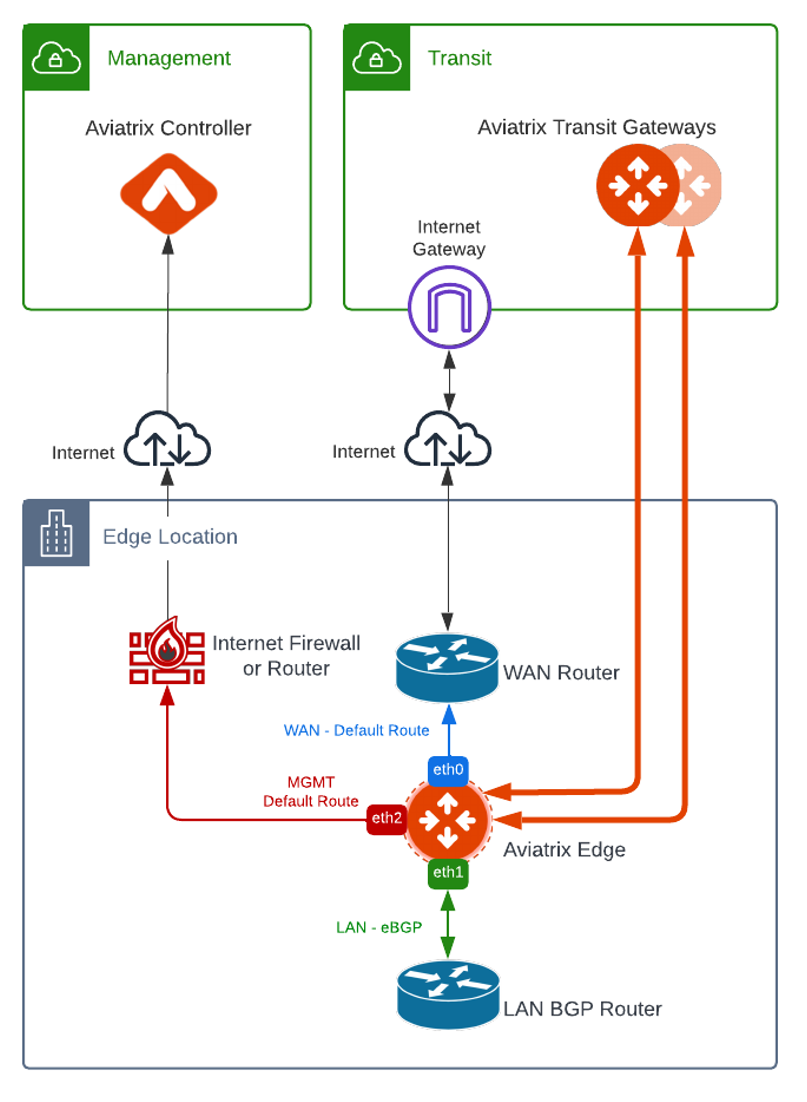 Management
Transit
Aviatrix Controller
Aviatrix Transit Gateways
Internet
Gateway
Internet
Internet
Edge Location
Internet Firewall
or Router
WAN Router
WAN - Default Route
eth0
MGMT
Default Route
eth2
Aviatrix Edge
eth1
LAN - eBGP
LAN BGP Router